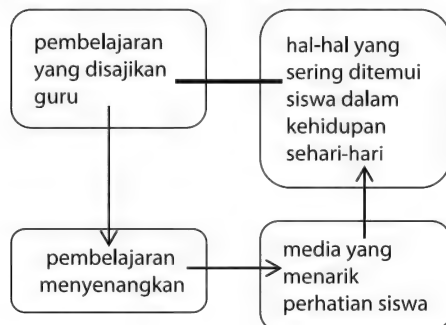 pembelajaran
yang disajikan
guru
hal-hal yang
sering ditemui
siswa dalam
kehidupan
sehari-hari
pembelajaran
menyenangkan
media yang
menarik
perhatian siswa